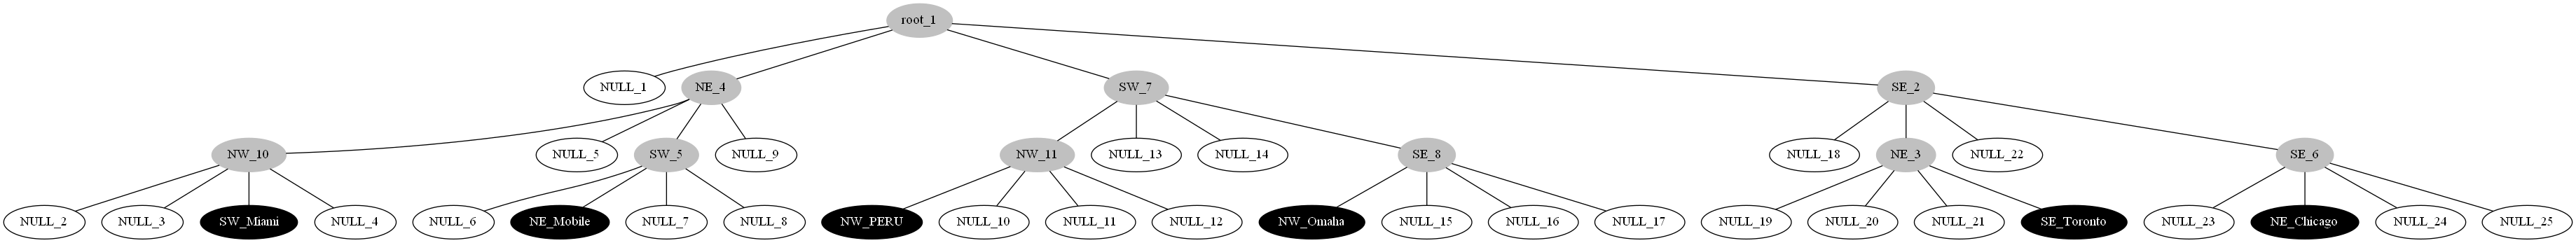 root_1
NULL_1 NE_4 SW_7 SE_2
NW_10 NULL_5 SW_5 NULL_9 NW_11 NULL_13 NULL_14 SE_8 NULL_18 NE_3 NULL_22 SE_6
NULL_2 NULL_3 SW_Miami NULL_4 NULL_6 NE_Mobile NULL_7 NULL_8 NW_PERU NULL_10 NULL_11 NULL_12 NW_Omaha NULL_15 NULL_16 NULL_17 NULL_19 NULL_20 NULL_21 SE_Toronto NULL_23 NE_Chicago NULL_24 NULL_25